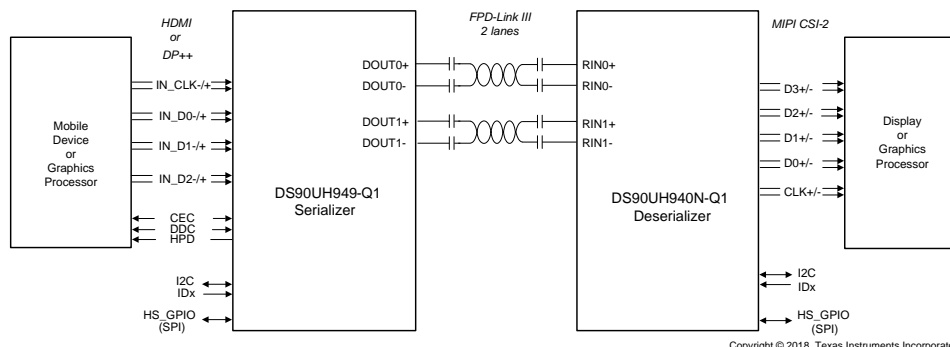 HDMI
or
DP++
FPD-Link III
2 lanes
MIPI CSI-2
Mobile
Device
or
Graphics
Processor
IN_CLK-/+
IN_D0-/+
IN_D1-/+
IN_D2-/+
CEC
DDC
HPD
I2C
IDx
HS_GPIO
(SPI)
DOUT0+
DOUT0-
DOUT1+
DOUT1-
DS90UH949-Q1
Serializer
RIN0+
RIN0-
RIN1+
RIN1-
DS90UH940N-Q1
Deserializer
D3+/-
D2+/-
D1+/-
D0+/-
CLK+/-
I2C
IDx
HS_GPIO
(SPI)
Display
or
Graphics
Processor
Copyright © 2018, Texas Instruments Incorporate